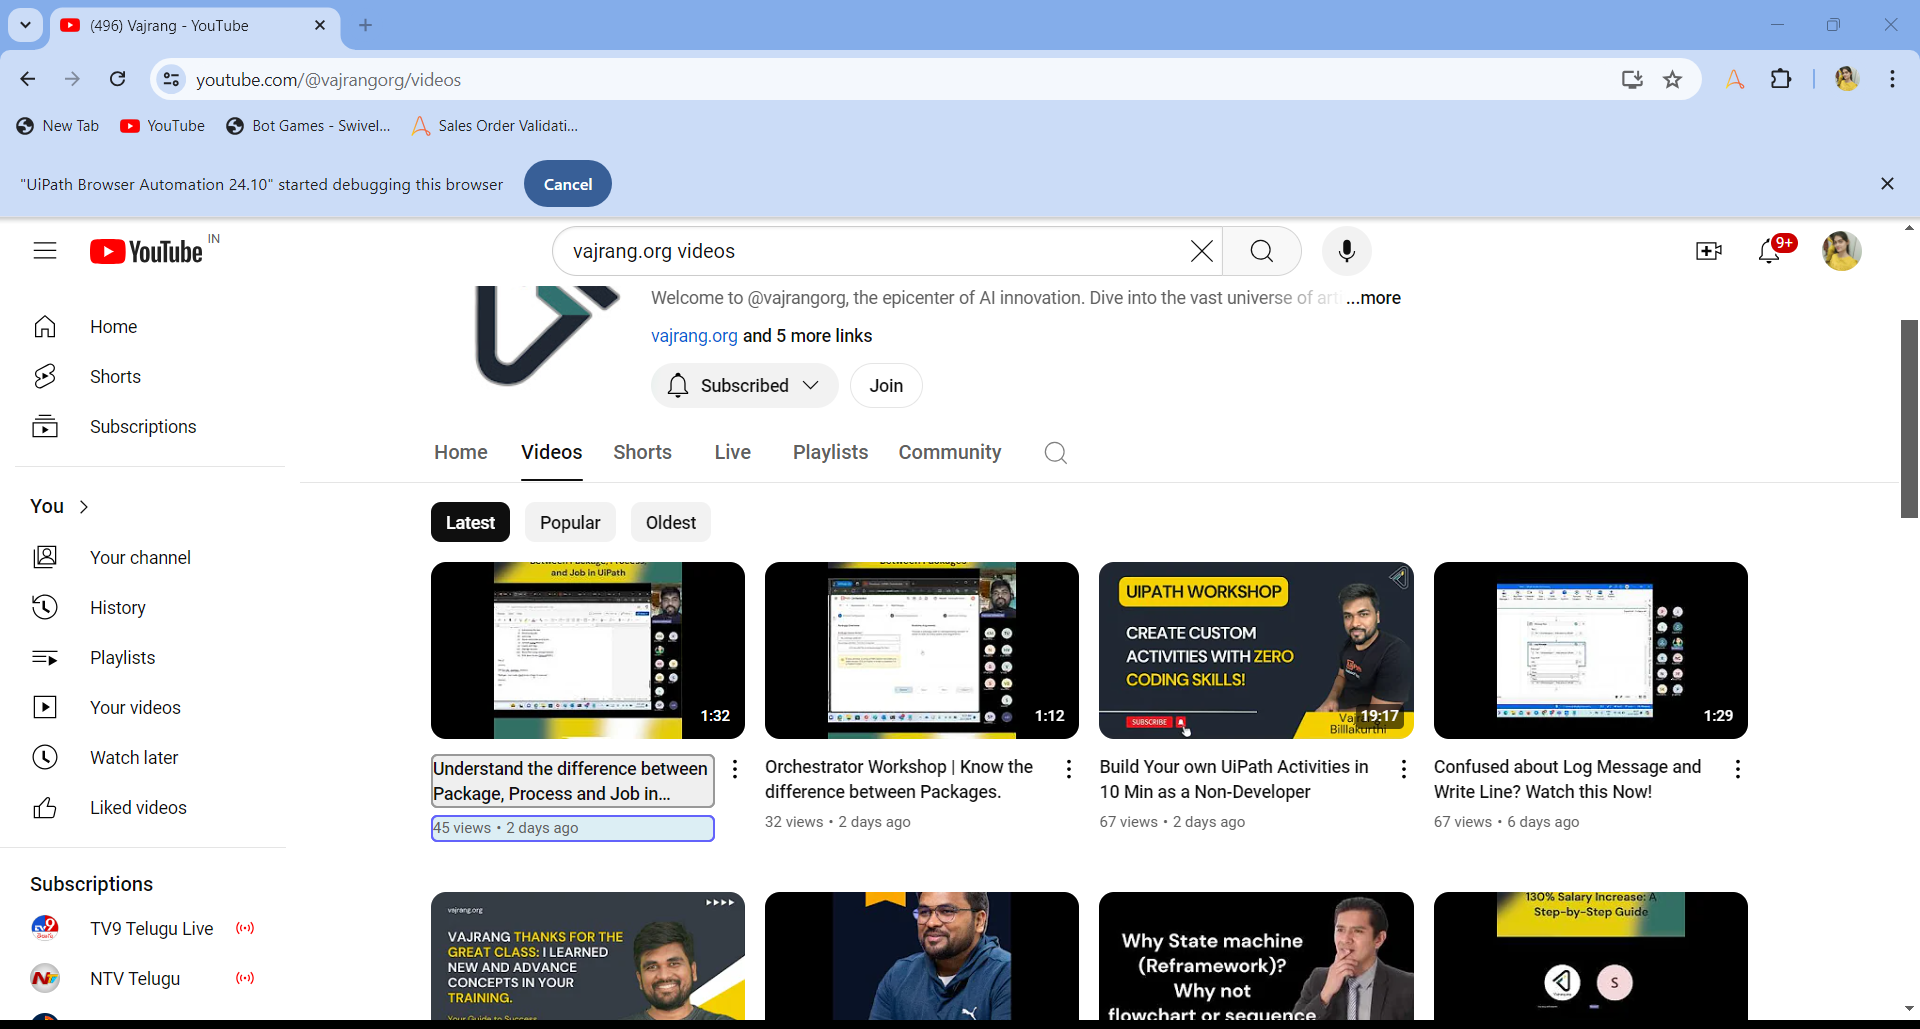 (496) Vajrang - YouTube
youtube.com/@vajrangorg/videos
New Tab
YouTube
Bot Games - Swivel...
Sales Order Validati...
"UiPath Browser Automation 24.10" started debugging this browser
Cancel
YouTube IN
vajrang.org videos
9+
Welcome to @vajrangorg, the epicenter of AI innovation. Dive into the vast universe of arti ...more
vajrang.org and 5 more links
Subscribed
Join
Home
Shorts
Subscriptions
You
Your channel
History
Playlists
Your videos
Watch later
Liked videos
Subscriptions
TV9 Telugu Live
NTV Telugu
Home
Videos
Shorts
Live
Playlists
Community
Latest
Popular
Oldest
and Job in UiPath
1:32
Understand the difference between
Package, Process and Job in...
45 views • 2 days ago
Between Packages
1:12
Orchestrator Workshop | Know the
difference between Packages.
32 views • 2 days ago
UIPATH WORKSHOP
CREATE CUSTOM
ACTIVITIES WITH ZERO
CODING SKILLS!
SUBSCRIBE
Billakurthi
19:17
Build Your own UiPath Activities in
10 Min as a Non-Developer
67 views • 2 days ago
1:29
Confused about Log Message and
Write Line? Watch this Now!
67 views • 6 days ago
vajrang.org
VAJRANG THANKS FOR THE
GREAT CLASS: I LEARNED
NEW AND ADVANCE
CONCEPTS IN YOUR
TRAINING.
Your Guide to Success
Why State machine
(Reframework)?
Why not
flowchart or sequence
130% Salary Increase: A
Step-by-Step Guide
S